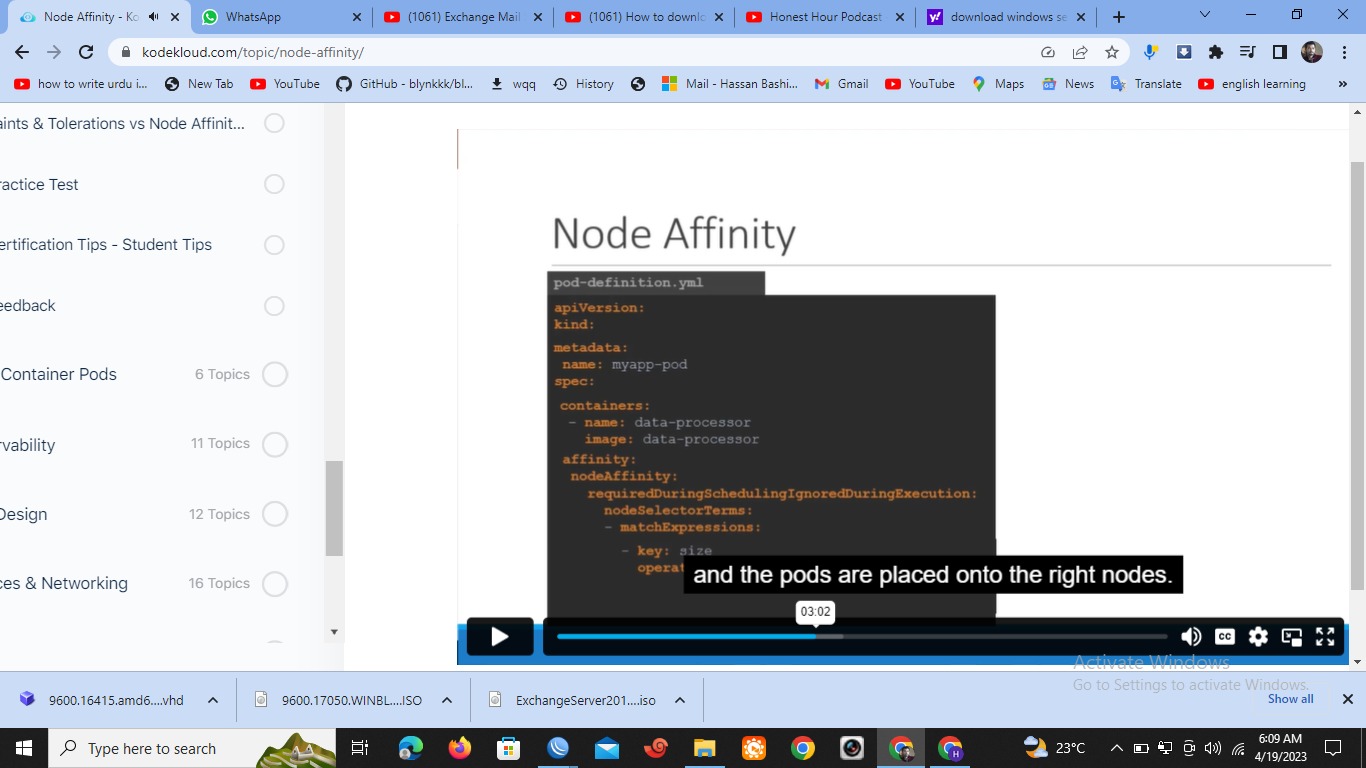 Node Affinity - Ko
WhatsApp
(1061) Exchange Mail
(1061) How to downlo
Honest Hour Podcast
download windows se
kodekloud.com/topic/node-affinity/
how to write urdu i...
New Tab
YouTube
GitHub - blynkkk/bl...
wqq
History
Mail - Hassan Bashi...
Gmail
YouTube
Maps
News
Translate
english learning
»
aints & Tolerations vs Node Affinit...
ractice Test
ertification Tips - Student Tips
eedback
Container Pods
6 Topics
rvability
11 Topics
Design
12 Topics
ces & Networking
16 Topics
Node Affinity
pod-definition.yml
apiVersion:
kind:
metadata:
name: myapp-pod
spec:
containers:
- name: data-processor
image: data-processor
affinity:
nodeAffinity:
requiredDuringSchedulingIgnoredDuringExecution:
nodeSelectorTerms:
- matchExpressions:
- key: size
operat
and the pods are placed onto the right nodes.
03:02
CC
Activate Windows
Go to Settings to activate Windows.
9600.16415.amd6....vhd
9600.17050.WINBL....ISO
ExchangeServer201....iso
Show all
Type here to search
H
23°C
6:09 AM
4/19/2023